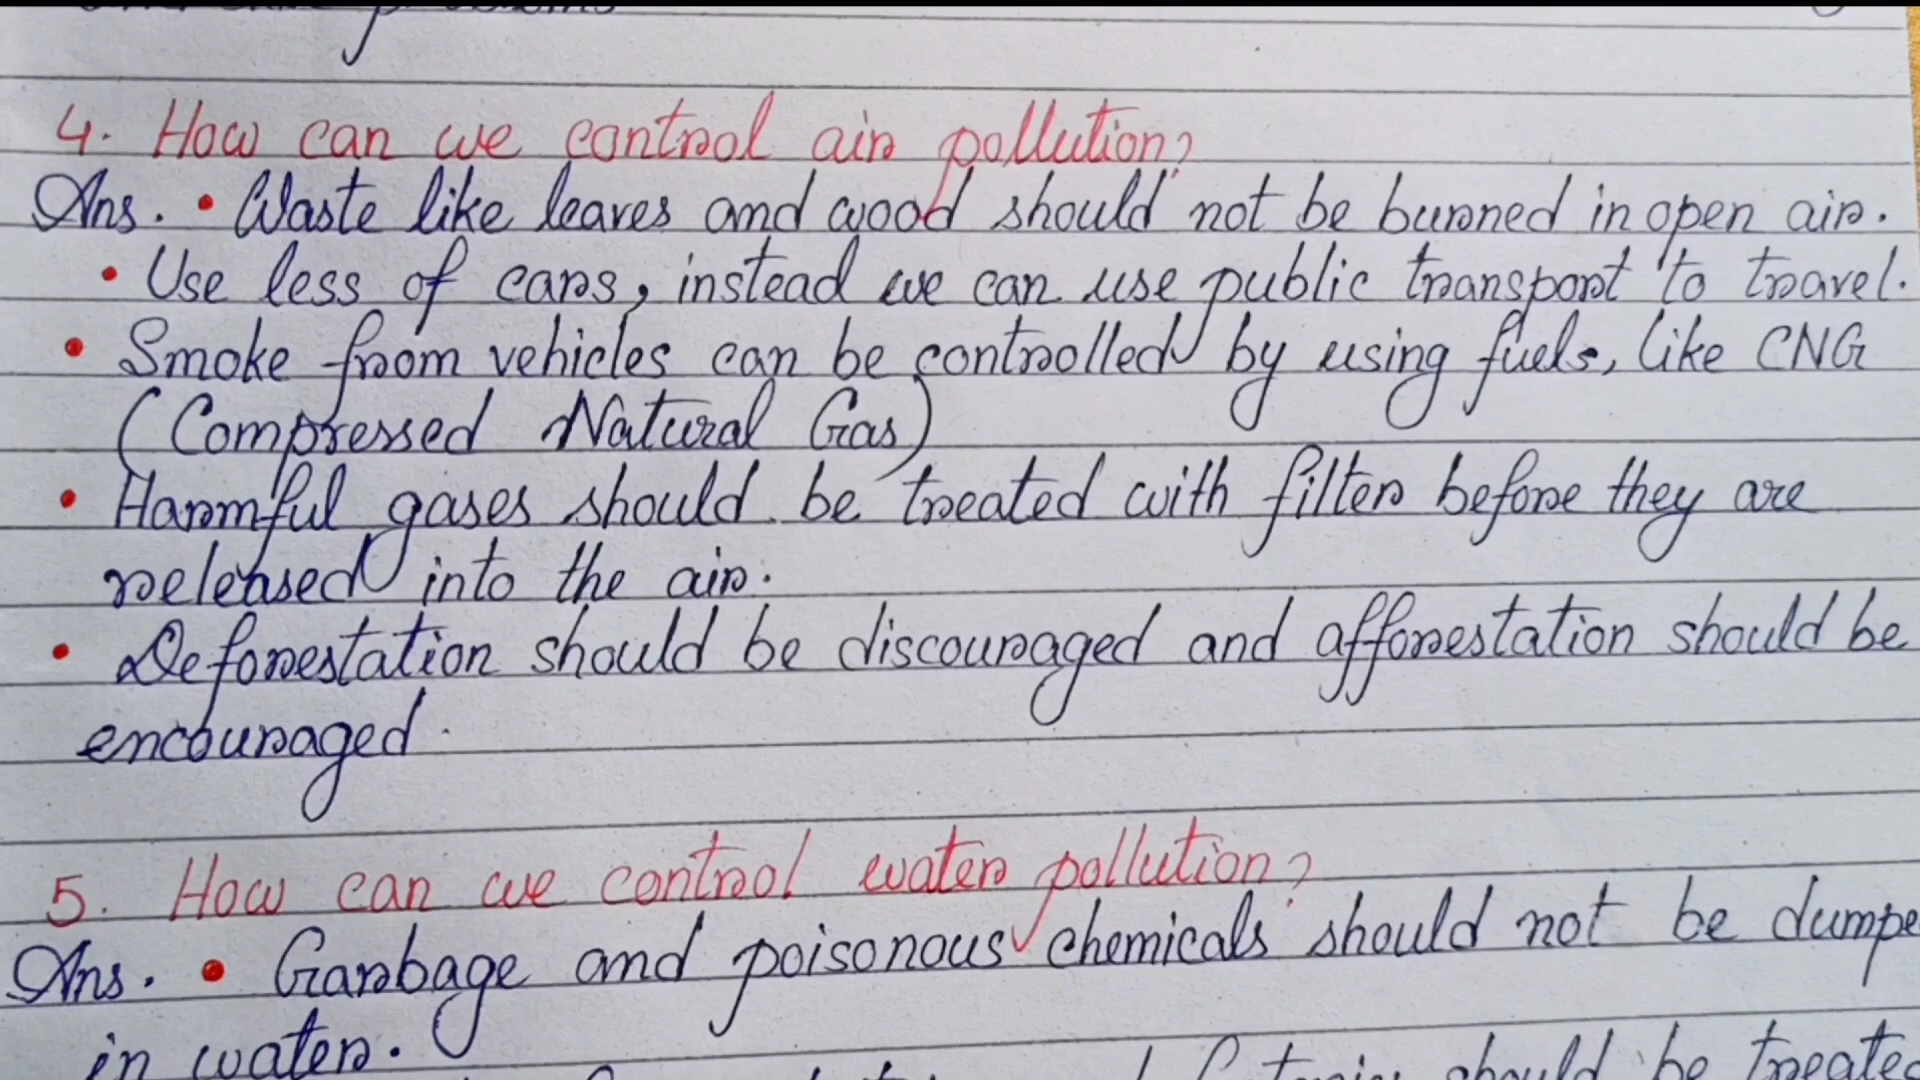 4. How can we control air pollution?
Ans. • Waste like leaves and wood should not be burned in open air.
• Use less of cars, instead we can use public transport to travel.
• Smoke from vehicles can be controlled by using fuels, like CNG
(Compressed Natural Gas)
• Harmful gases should be treated with filter before they are
released into the air.
• Deforestation should be discouraged and afforestation should be
encouraged.
5. How can we control water pollution?
Ans. • Garbage and poisonous chemicals should not be dumpe
in water.
should be treated